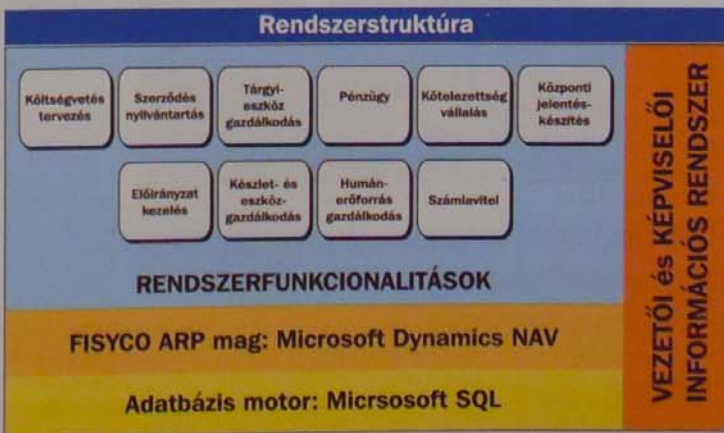 Rendszerstruktúra
Költségvetés
tervezés
Szerződés
nyilvántartás
Tárgyi-
eszköz
gazdálkodás
Pénzügy
Kötelezettség
vállalás
Központi
jelentés-
készítés
Előirányzat
kezelés
Készlet- és
eszköz-
gazdálkodás
Humán-
erőforrás
gazdálkodás
Számlavitel
RENDSZERFUNKCIONALITÁSOK
FISYCO ARP mag: Microsoft Dynamics NAV
Adatbázis motor: Micrsosoft SQL
VEZETŐI és KÉPVISELŐI
INFORMÁCIÓS RENDSZER